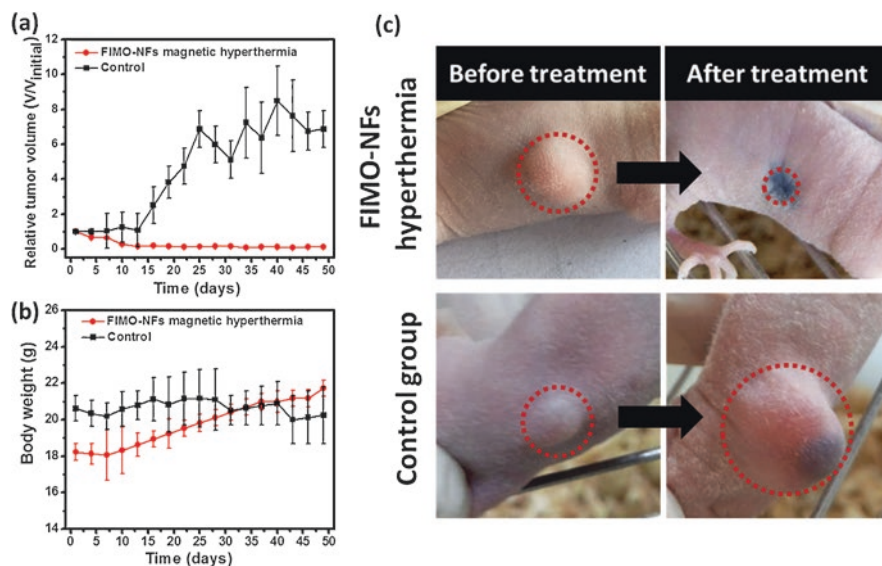 (a)
FIMO-NFs magnetic hyperthermia
Control
Relative tumor volume (V/Vinitial)
12
10
8
6
4
2
0
0 5 10 15 20 25 30 35 40 45 50
Time (days)
(b)
FIMO-NFs magnetic hyperthermia
Control
Body weight (g)
26
24
22
20
18
16
14
0 5 10 15 20 25 30 35 40 45 50
Time (days)
(c)
Before treatment
After treatment
FIMO-NFs
hyperthermia
Control group